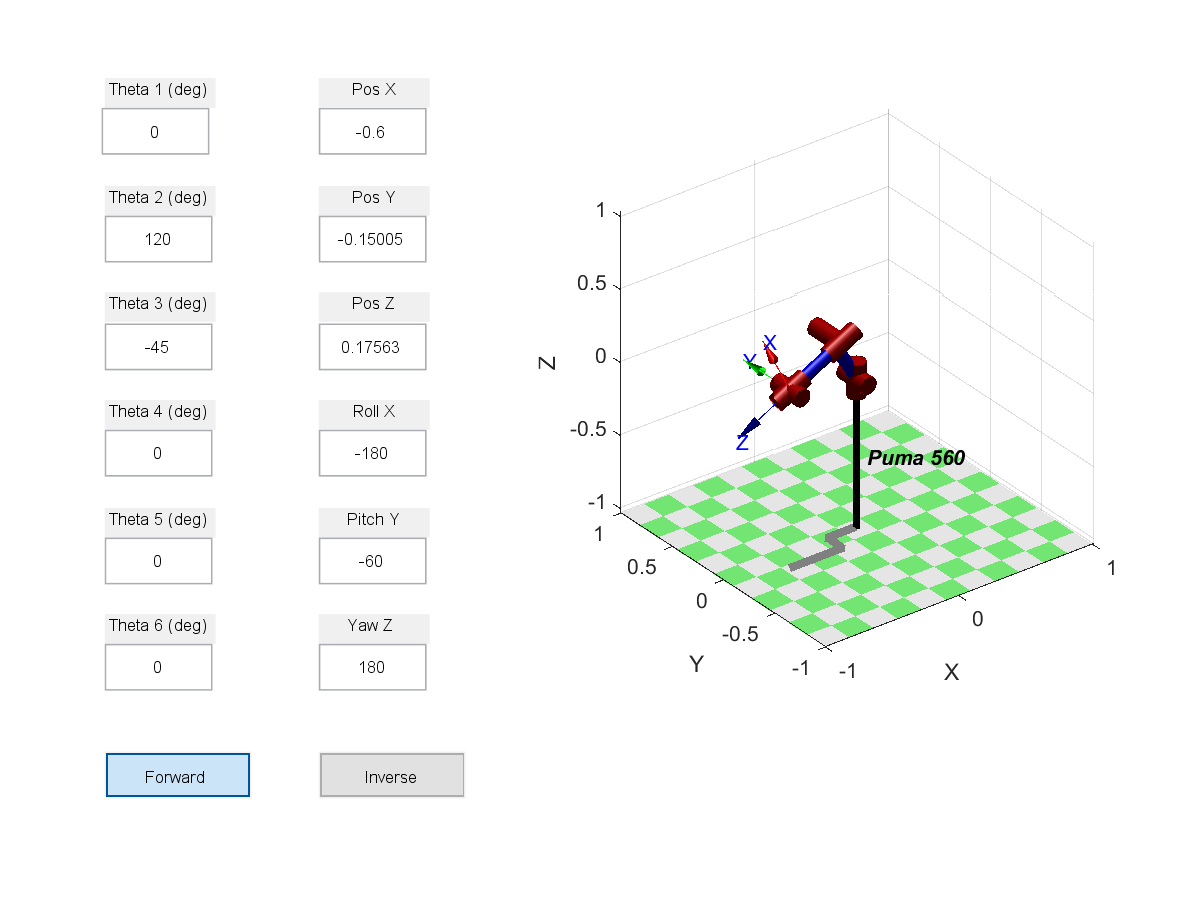 Theta 1 (deg)
0
Pos X
-0.6
Theta 2 (deg)
120
Pos Y
-0.15005
Theta 3 (deg)
-45
Pos Z
0.17563
Theta 4 (deg)
0
Roll X
-180
Theta 5 (deg)
0
Pitch Y
-60
Theta 6 (deg)
0
Yaw Z
180
Forward
Inverse
1
0.5
0
-0.5
-1
Z
X
Y
Z
Puma 560
1
0.5
0
-0.5
-1
Y
-1
0
1
X